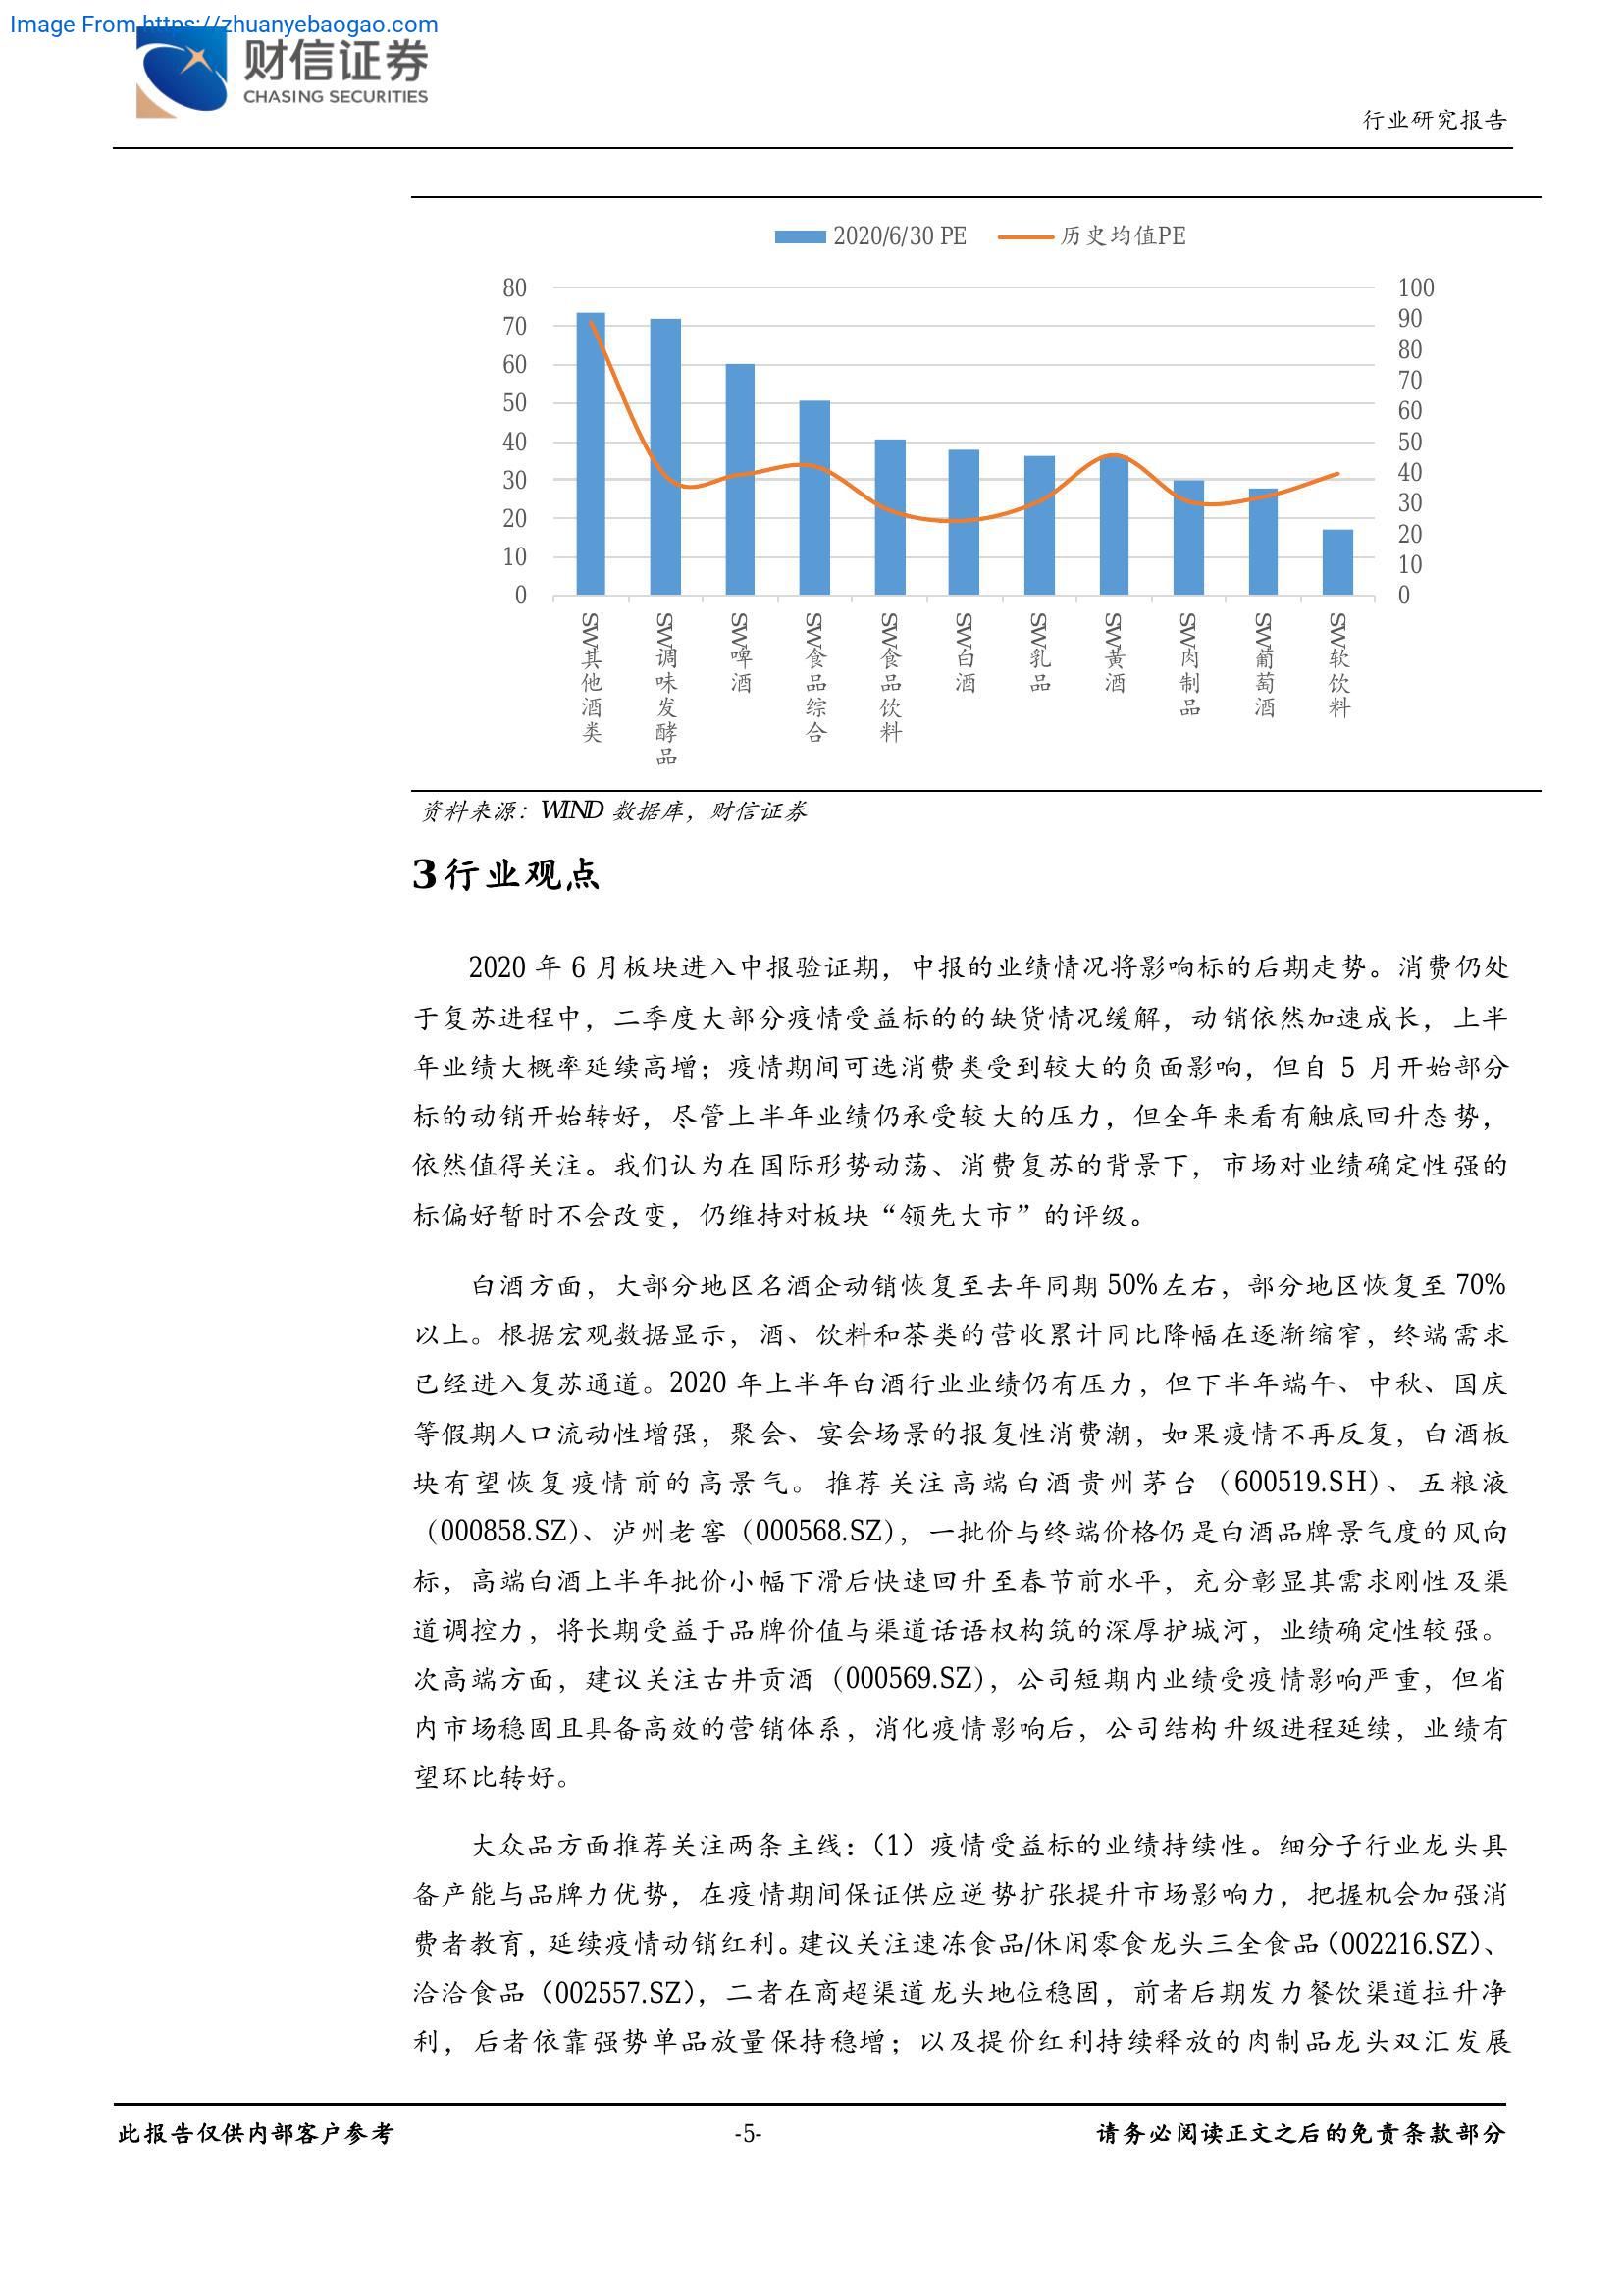 Image From https://zhuanyebaogao.com
财信证券
CHASING SECURITIES
行业研究报告
2020/6/30 PE
历史均值PE
80
70
60
50
40
30
20
10
0
100
90
80
70
60
50
40
30
20
10
0
SW其他酒类
SW调味发酵品
SW啤酒
SW食品综合
SW食品饮料
SW白酒
SW乳品
SW黄酒
SW肉制品
SW葡萄酒
SW软饮料
资料来源：WIND 数据库，财信证券
3行业观点
2020 年 6 月板块进入中报验证期，中报的业绩情况将影响标的后期走势。消费仍处
于复苏进程中，二季度大部分疫情受益标的的缺货情况缓解，动销依然加速成长，上半
年业绩大概率延续高增；疫情期间可选消费类受到较大的负面影响，但自 5 月开始部分
标的动销开始转好，尽管上半年业绩仍承受较大的压力，但全年来看有触底回升态势，
依然值得关注。我们认为在国际形势动荡、消费复苏的背景下，市场对业绩确定性强的
标偏好暂时不会改变，仍维持对板块“领先大市”的评级。
白酒方面，大部分地区名酒企动销恢复至去年同期 50%左右，部分地区恢复至 70%
以上。根据宏观数据显示，酒、饮料和茶类的营收累计同比降幅在逐渐缩窄，终端需求
已经进入复苏通道。2020 年上半年白酒行业业绩仍有压力，但下半年端午、中秋、国庆
等假期人口流动性增强，聚会、宴会场景的报复性消费潮，如果疫情不再反复，白酒板
块有望恢复疫情前的高景气。推荐关注高端白酒贵州茅台（600519.SH）、五粮液
（000858.SZ）、泸州老窖（000568.SZ），一批价与终端价格仍是白酒品牌景气度的风向
标，高端白酒上半年批价小幅下滑后快速回升至春节前水平，充分彰显其需求刚性及渠
道调控力，将长期受益于品牌价值与渠道话语权构筑的深厚护城河，业绩确定性较强。
次高端方面，建议关注古井贡酒（000569.SZ），公司短期内业绩受疫情影响严重，但省
内市场稳固且具备高效的营销体系，消化疫情影响后，公司结构升级进程延续，业绩有
望环比转好。
大众品方面推荐关注两条主线：（1）疫情受益标的业绩持续性。细分子行业龙头具
备产能与品牌力优势，在疫情期间保证供应逆势扩张提升市场影响力，把握机会加强消
费者教育，延续疫情动销红利。建议关注速冻食品/休闲零食龙头三全食品（002216.SZ）、
洽洽食品（002557.SZ），二者在商超渠道龙头地位稳固，前者后期发力餐饮渠道拉升净
利，后者依靠强势单品放量保持稳增；以及提价红利持续释放的肉制品龙头双汇发展
此报告仅供内部客户参考
-5-
请务必阅读正文之后的免责条款部分